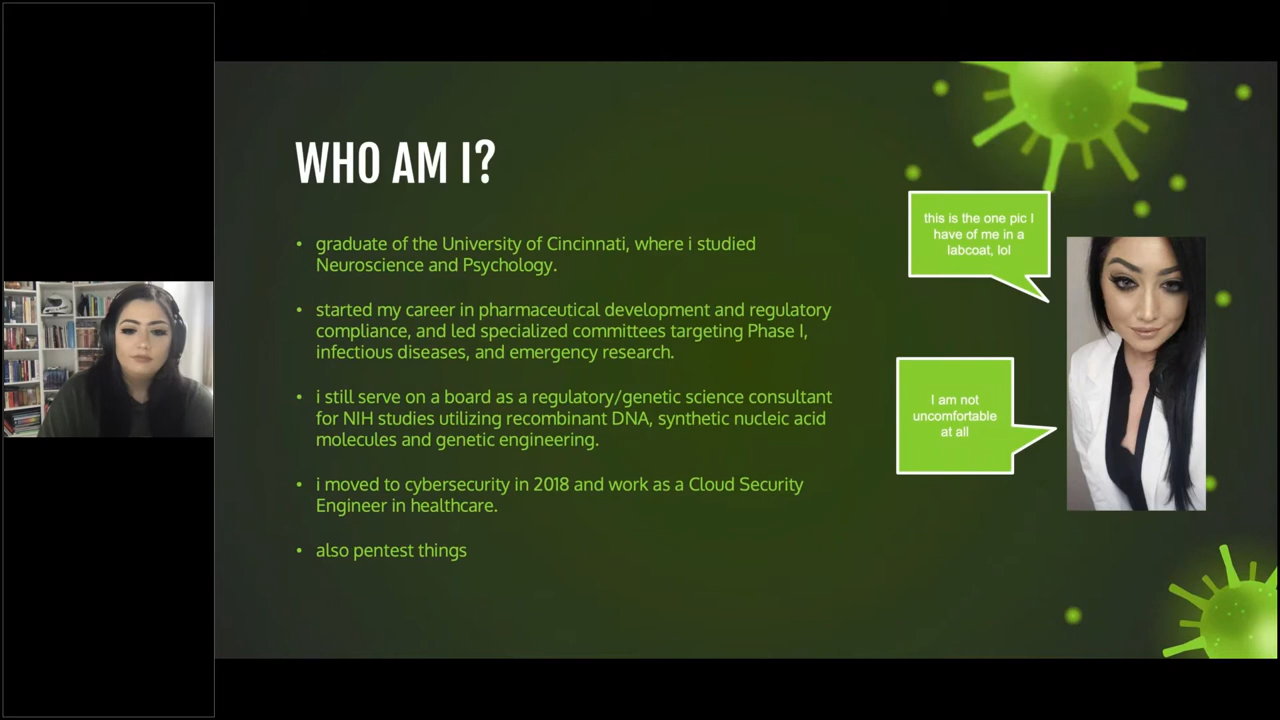 WHO AM I?
• graduate of the University of Cincinnati, where i studied
Neuroscience and Psychology.
• started my career in pharmaceutical development and regulatory
compliance, and led specialized committees targeting Phase I,
infectious diseases, and emergency research.
• i still serve on a board as a regulatory/genetic science consultant
for NIH studies utilizing recombinant DNA, synthetic nucleic acid
molecules and genetic engineering.
• i moved to cybersecurity in 2018 and work as a Cloud Security
Engineer in healthcare.
• also pentest things
this is the one pic I
have of me in a
labcoat, lol
I am not
uncomfortable
at all